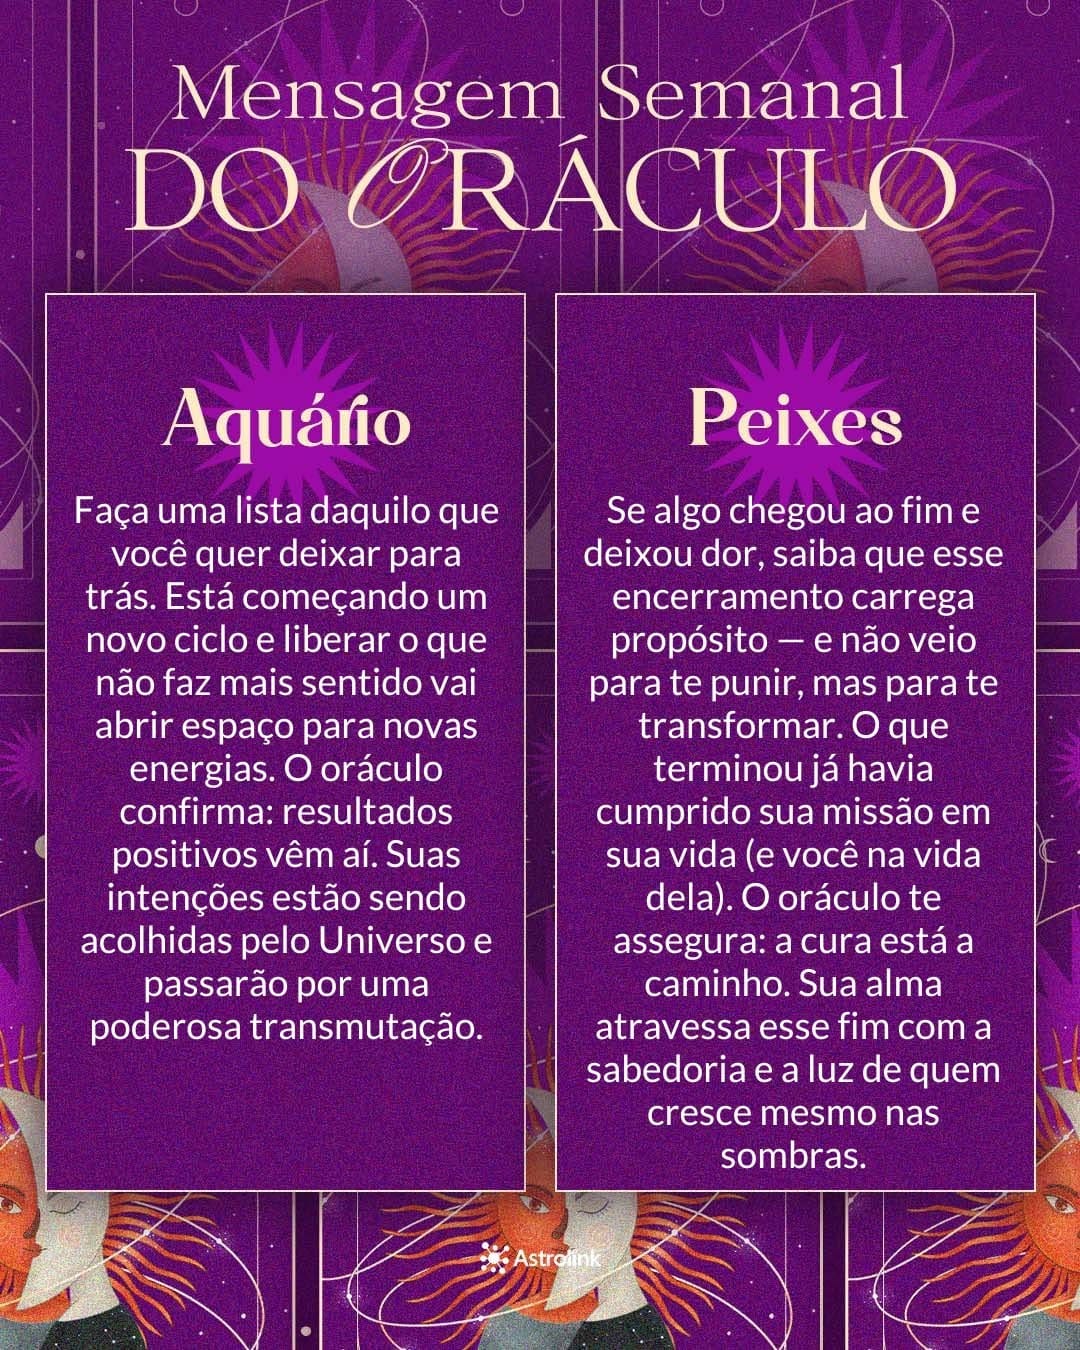 Mensagem Semanal
DO ORÁCULO
Aquário
Faça uma lista daquilo que
você quer deixar para
trás. Está começando um
novo ciclo e liberar o que
não faz mais sentido vai
abrir espaço para novas
energias. O oráculo
confirma: resultados
positivos vêm aí. Suas
intenções estão sendo
acolhidas pelo Universo e
passarão por uma
poderosa transmutação.
Peixes
Se algo chegou ao fim e
deixou dor, saiba que esse
encerramento carrega
propósito — e não veio
para te punir, mas para te
transformar. O que
terminou já havia
cumprido sua missão em
sua vida (e você na vida
dela). O oráculo te
assegura: a cura está a
caminho. Sua alma
atravessa esse fim com a
sabedoria e a luz de quem
cresce mesmo nas
sombras.
Astrolink